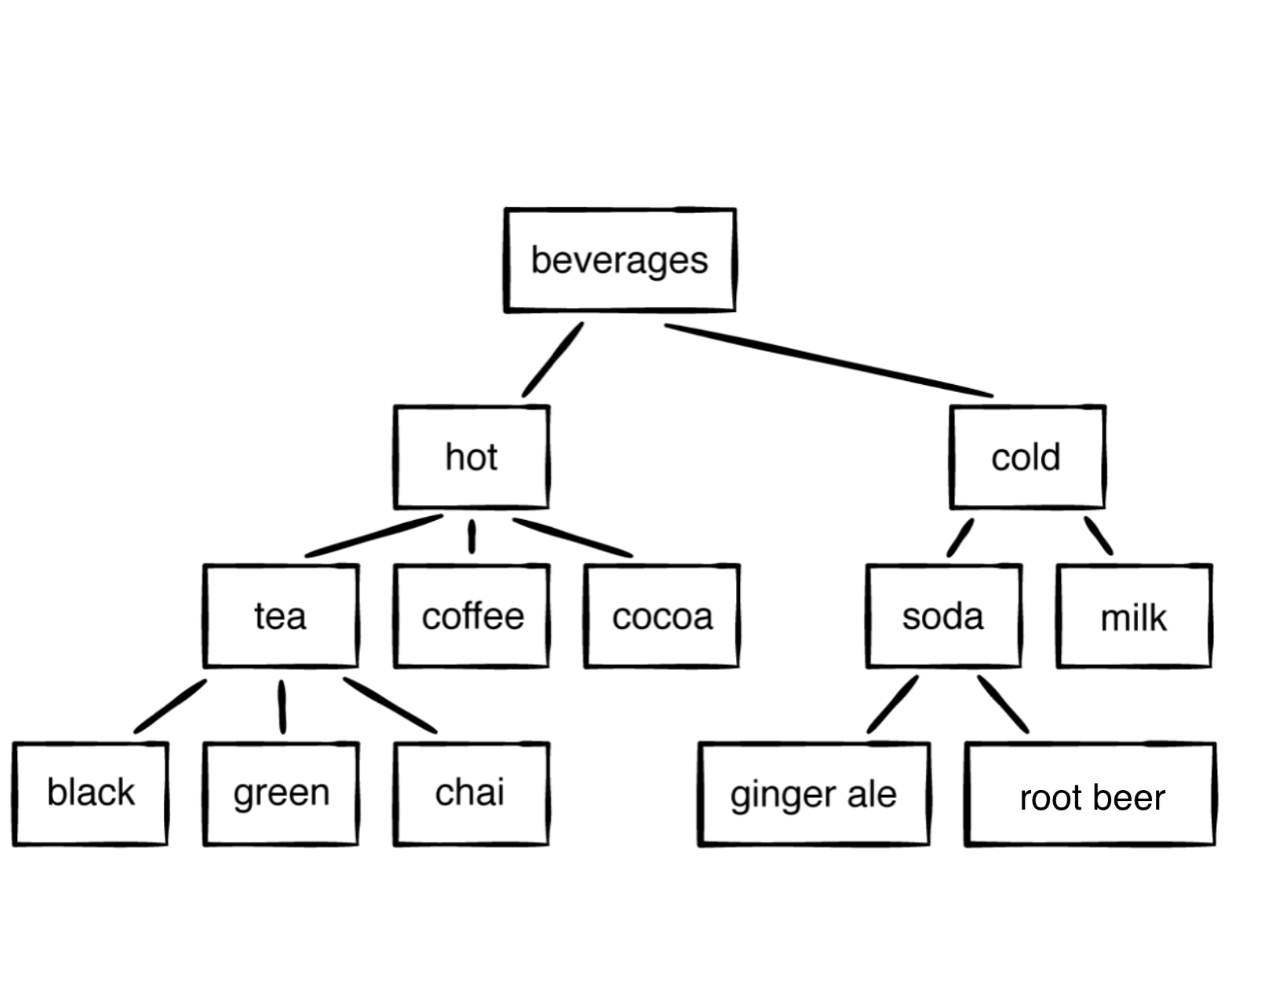 beverages
hot
cold
tea
coffee
cocoa
soda
milk
black
green
chai
ginger ale
root beer